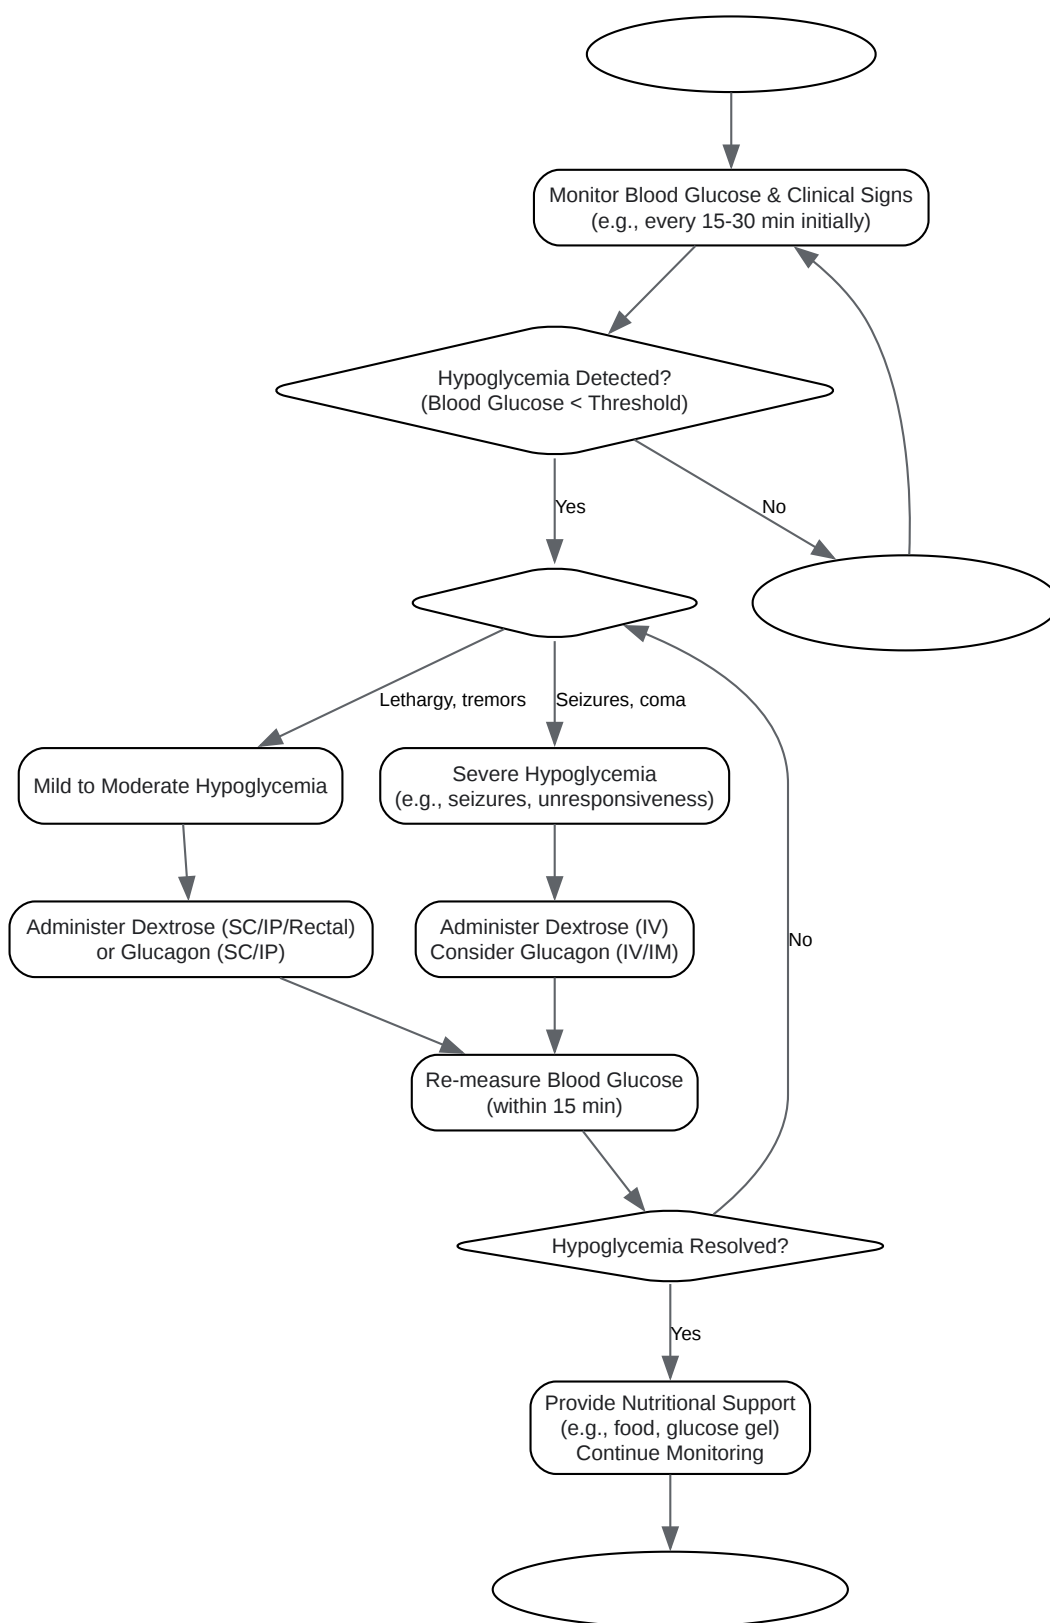 Monitor Blood Glucose & Clinical Signs
(e.g., every 15-30 min initially)
Hypoglycemia Detected?
(Blood Glucose < Threshold)
Yes
No
Lethargy, tremors
Seizures, coma
Mild to Moderate Hypoglycemia
Severe Hypoglycemia
(e.g., seizures, unresponsiveness)
Administer Dextrose (SC/IP/Rectal)
or Glucagon (SC/IP)
Administer Dextrose (IV)
Consider Glucagon (IV/IM)
No
Re-measure Blood Glucose
(within 15 min)
Hypoglycemia Resolved?
Yes
Provide Nutritional Support
(e.g., food, glucose gel)
Continue Monitoring